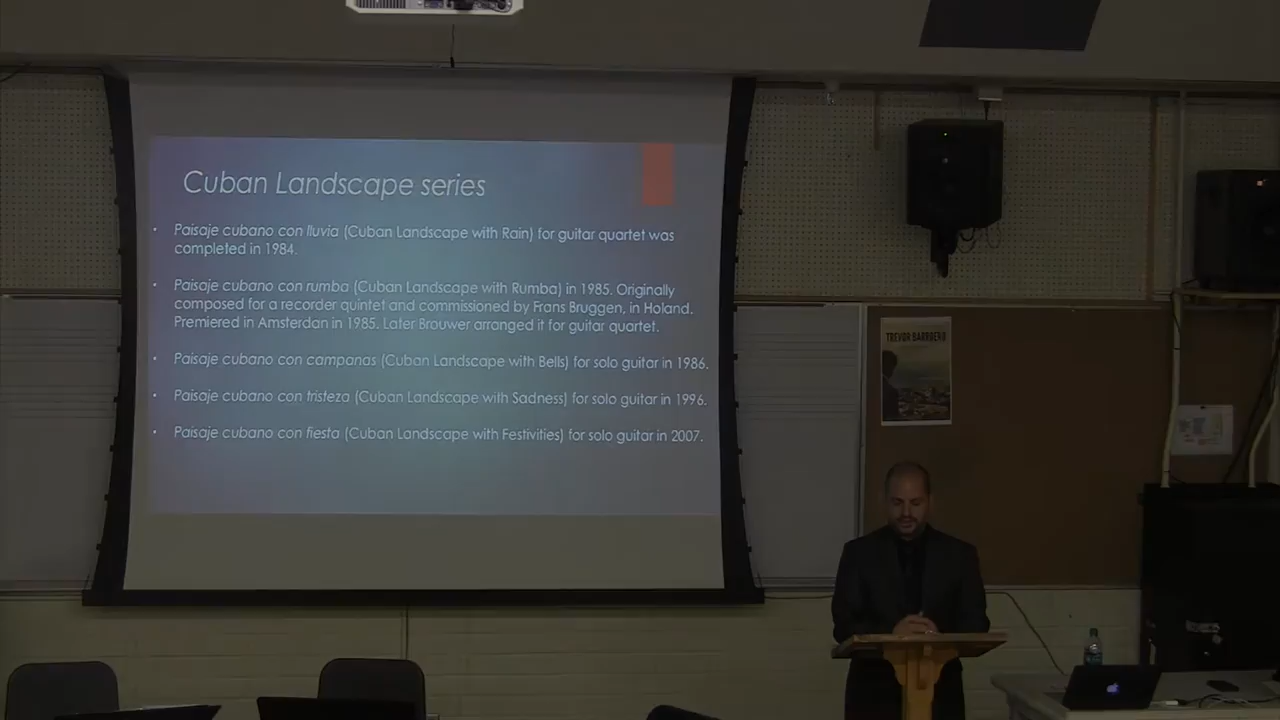 Cuban Landscape series
• Paisaje cubano con lluvia (Cuban Landscape with Rain) for guitar quartet was
completed in 1984.
• Paisaje cubano con rumba (Cuban Landscape with Rumba) in 1985. Originally
composed for a recorder quintet and commissioned by Frans Bruggen, in Holand.
Premiered in Amsterdan in 1985. Later Brouwer arranged it for guitar quartet.
• Paisaje cubano con campanas (Cuban Landscape with Bells) for solo guitar in 1986.
• Paisaje cubano con tristeza (Cuban Landscape with Sadness) for solo guitar in 1996.
• Paisaje cubano con fiesta (Cuban Landscape with Festivities) for solo guitar in 2007.
TREVOR BARROERO